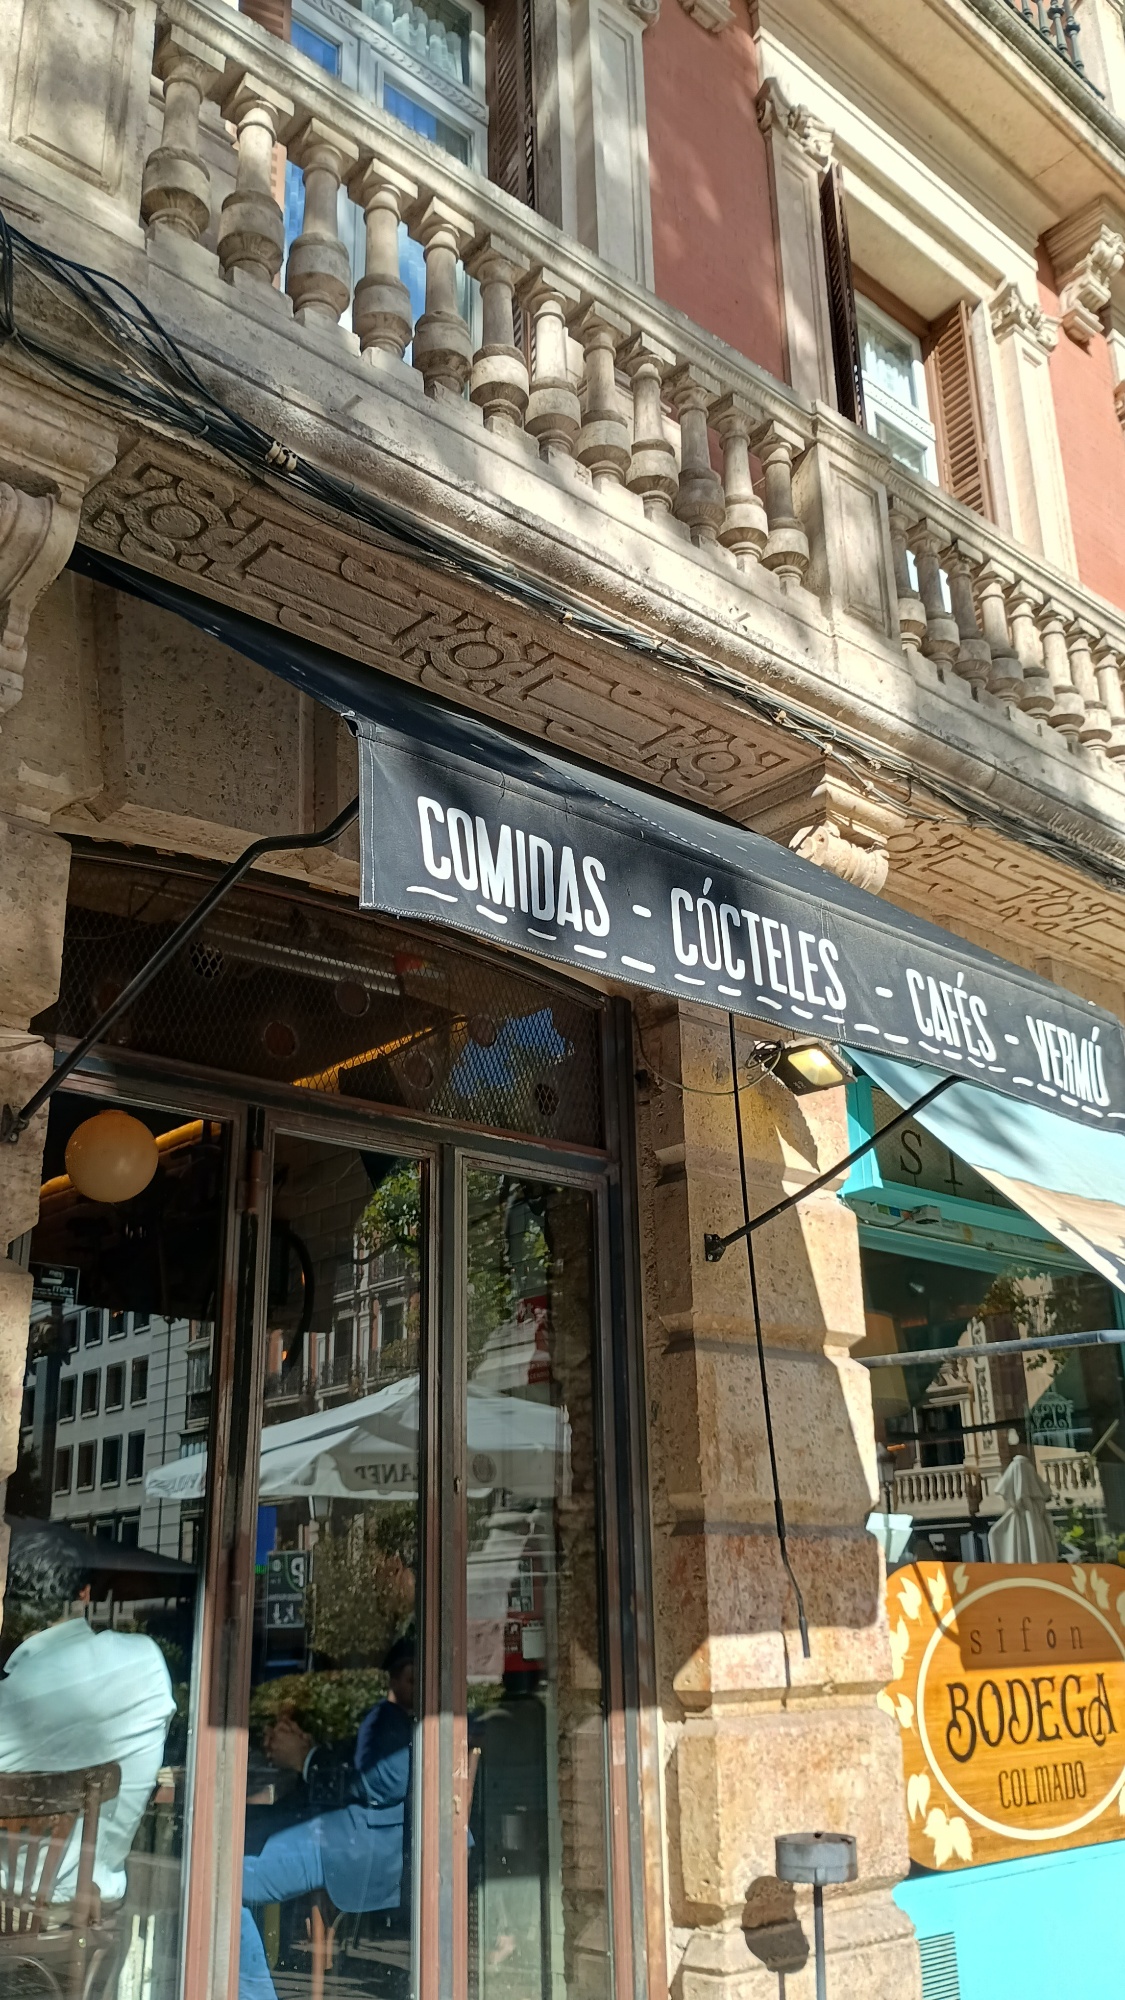 COMIDAS - CÓCTELES - CAFÉS - VERMÚ
sifón
BODEGA
COLMADO